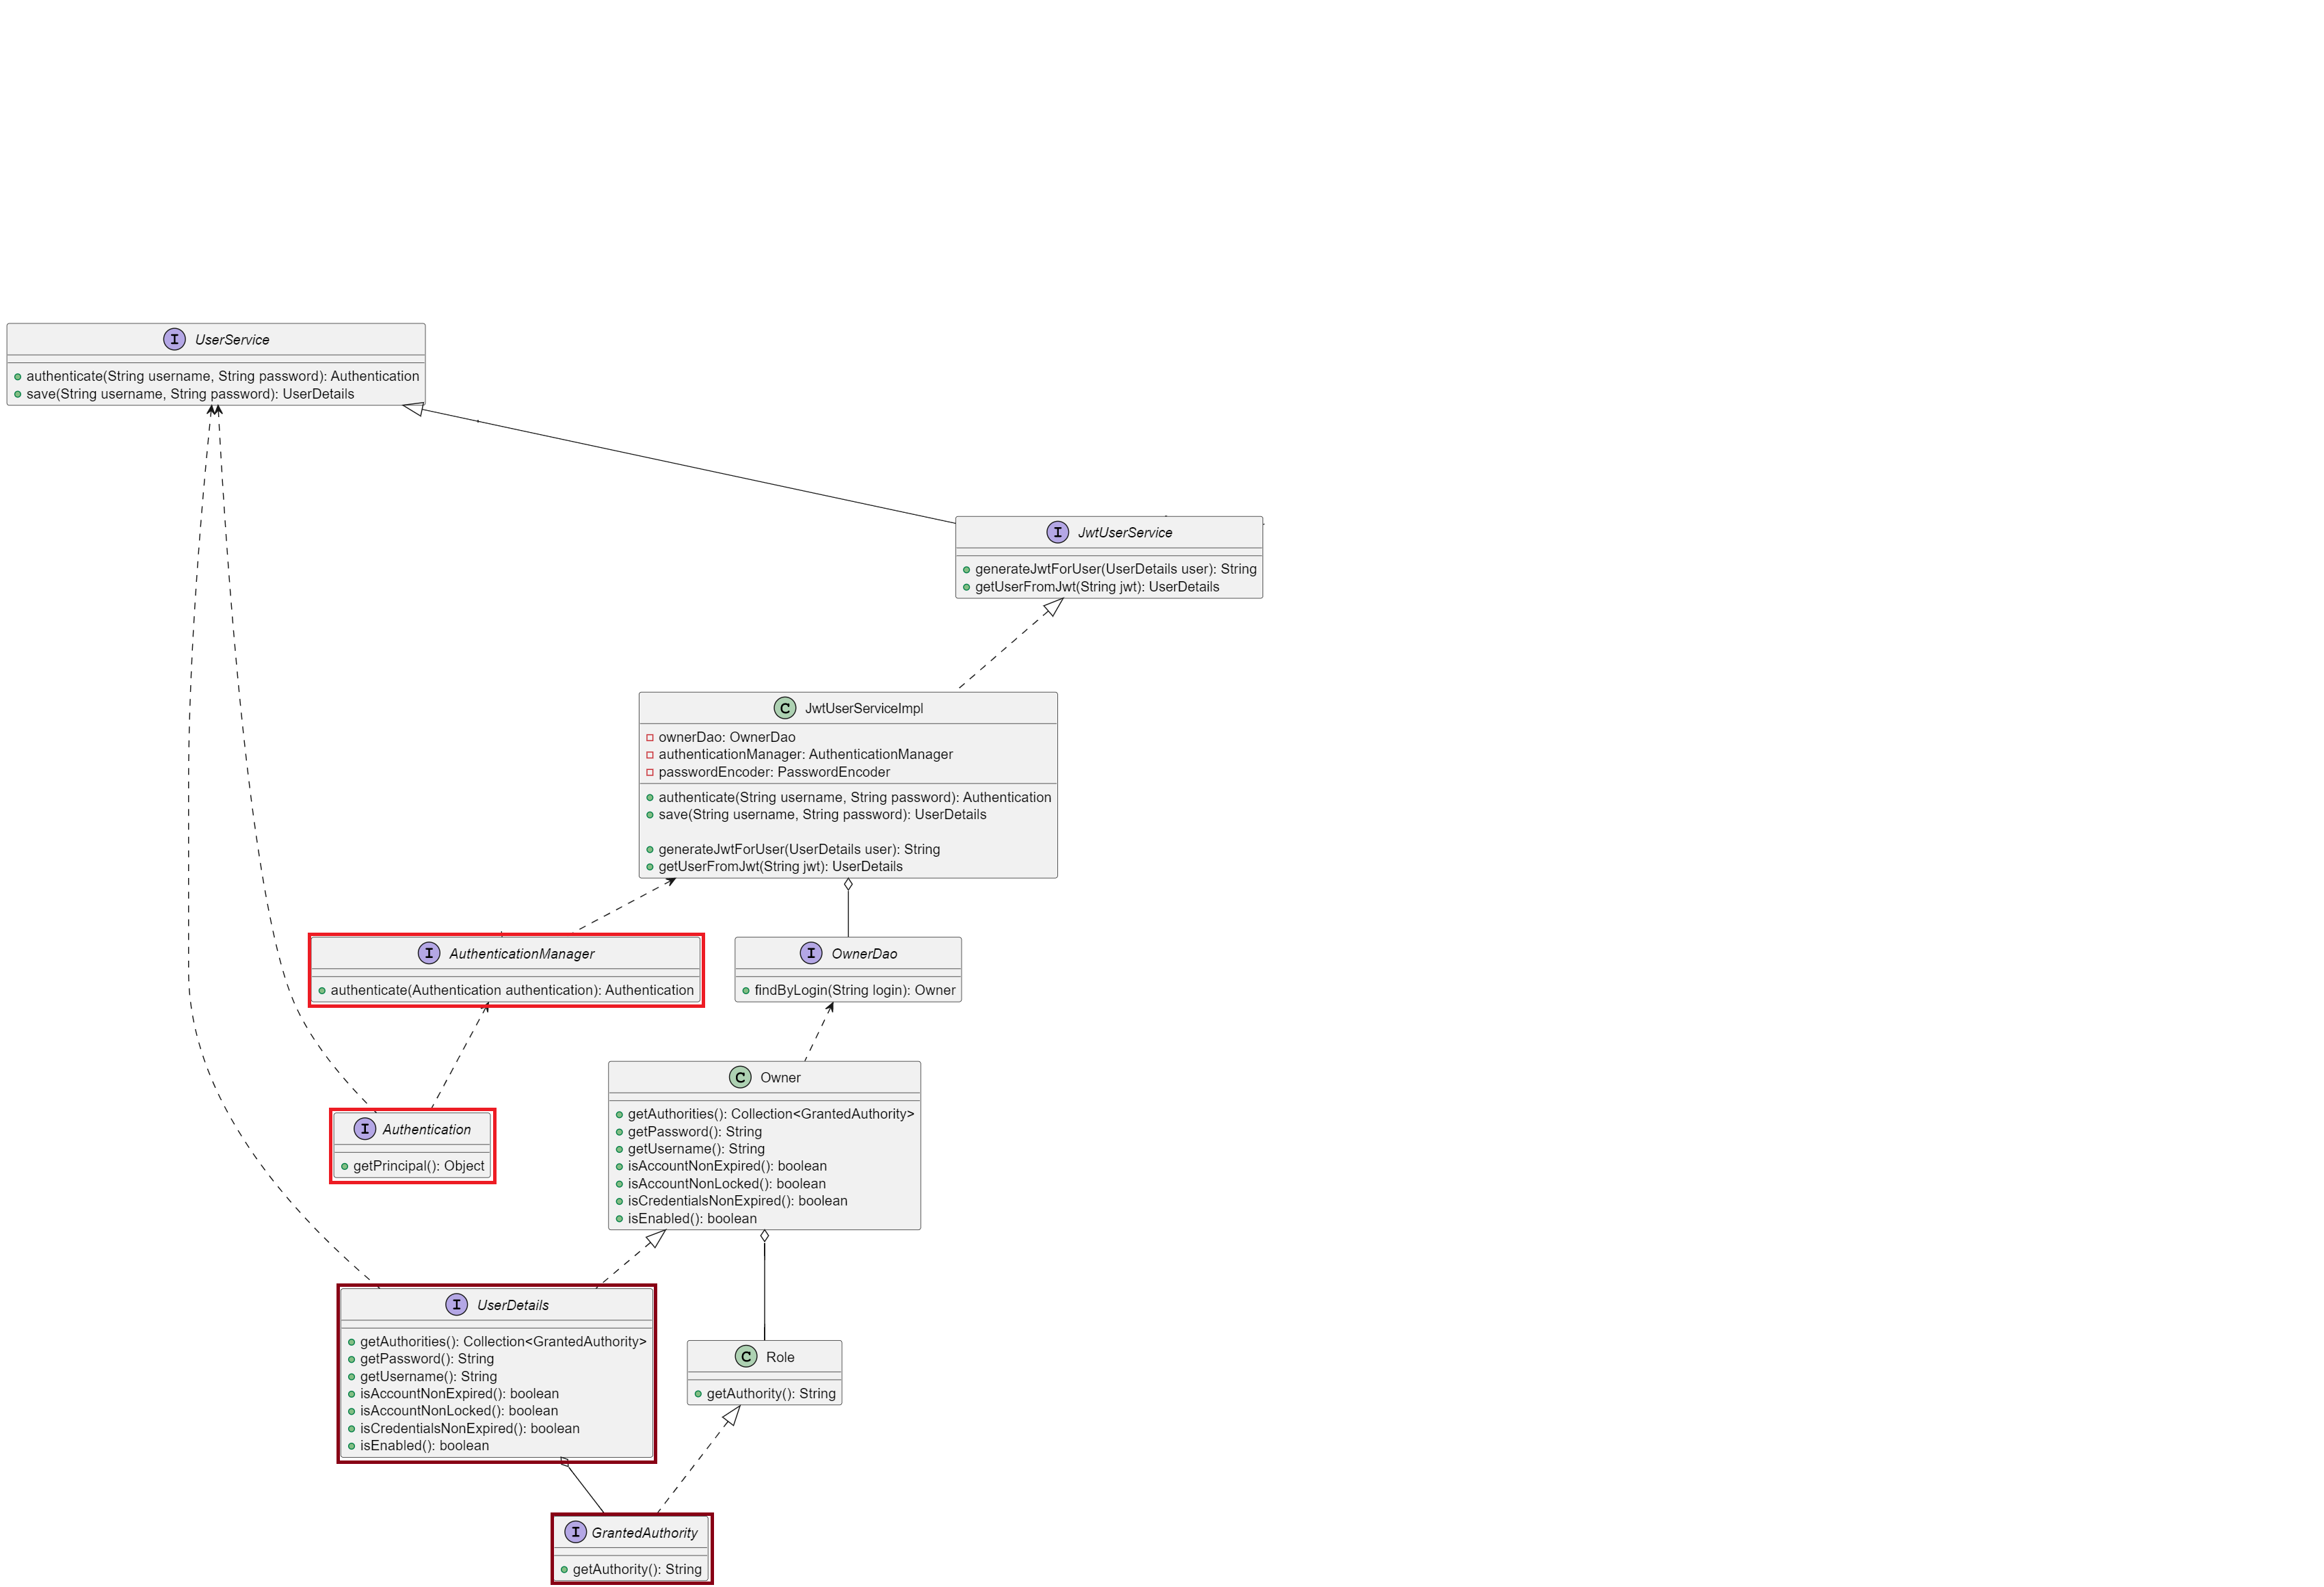 I UserService
authenticate(String username, String password): Authentication
save(String username, String password): UserDetails
I JwtUserService
generateJwtForUser(UserDetails user): String
getUserFromJwt(String jwt): UserDetails
C JwtUserServiceImpl
ownerDao: OwnerDao
authenticationManager: AuthenticationManager
passwordEncoder: PasswordEncoder
authenticate(String username, String password): Authentication
save(String username, String password): UserDetails
generateJwtForUser(UserDetails user): String
getUserFromJwt(String jwt): UserDetails
I AuthenticationManager
authenticate(Authentication authentication): Authentication
I OwnerDao
findByLogin(String login): Owner
C Owner
getAuthorities(): Collection<GrantedAuthority>
getPassword(): String
getUsername(): String
isAccountNonExpired(): boolean
isAccountNonLocked(): boolean
isCredentialsNonExpired(): boolean
isEnabled(): boolean
I Authentication
getPrincipal(): Object
I UserDetails
getAuthorities(): Collection<GrantedAuthority>
getPassword(): String
getUsername(): String
isAccountNonExpired(): boolean
isAccountNonLocked(): boolean
isCredentialsNonExpired(): boolean
isEnabled(): boolean
C Role
getAuthority(): String
I GrantedAuthority
getAuthority(): String